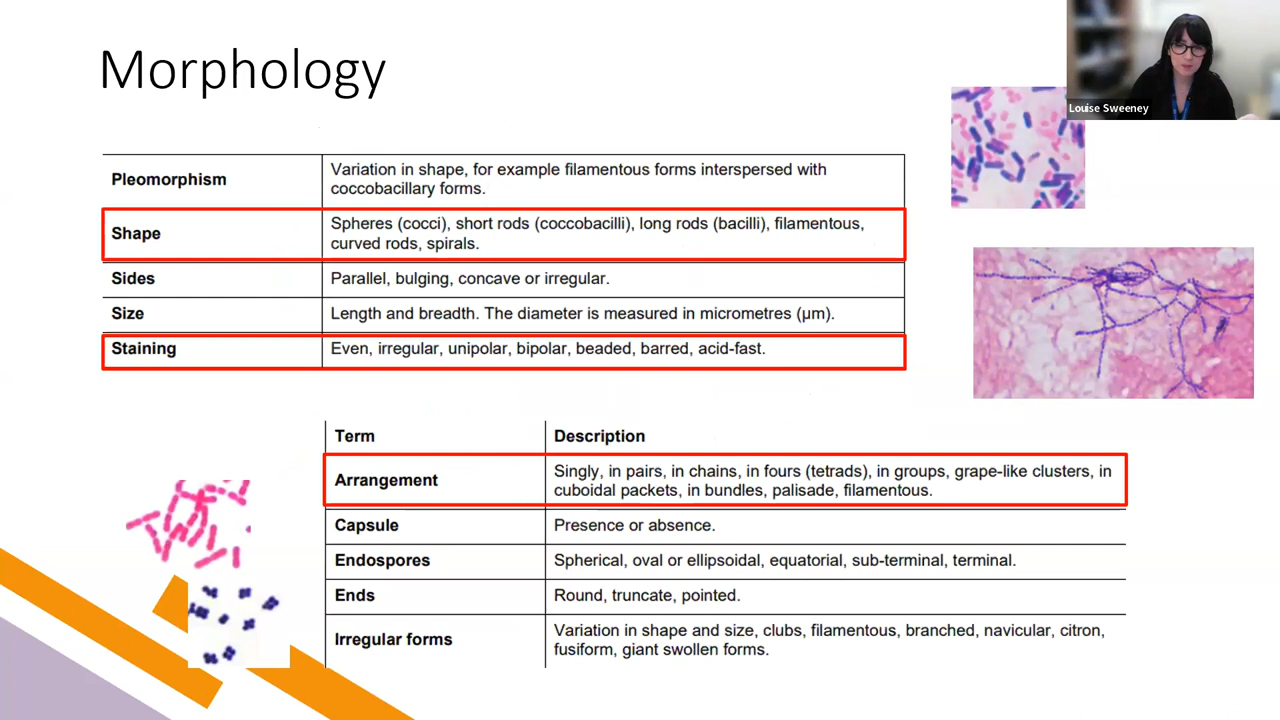 Morphology
Louise Sweeney
Pleomorphism
Variation in shape, for example filamentous forms interspersed with
coccobacillary forms.
Shape
Spheres (cocci), short rods (coccobacilli), long rods (bacilli), filamentous,
curved rods, spirals.
Sides
Parallel, bulging, concave or irregular.
Size
Length and breadth. The diameter is measured in micrometres (μm).
Staining
Even, irregular, unipolar, bipolar, beaded, barred, acid-fast.
Term
Description
Arrangement
Singly, in pairs, in chains, in fours (tetrads), in groups, grape-like clusters, in
cuboidal packets, in bundles, palisade, filamentous.
Capsule
Presence or absence.
Endospores
Spherical, oval or ellipsoidal, equatorial, sub-terminal, terminal.
Ends
Round, truncate, pointed.
Irregular forms
Variation in shape and size, clubs, filamentous, branched, navicular, citron,
fusiform, giant swollen forms.